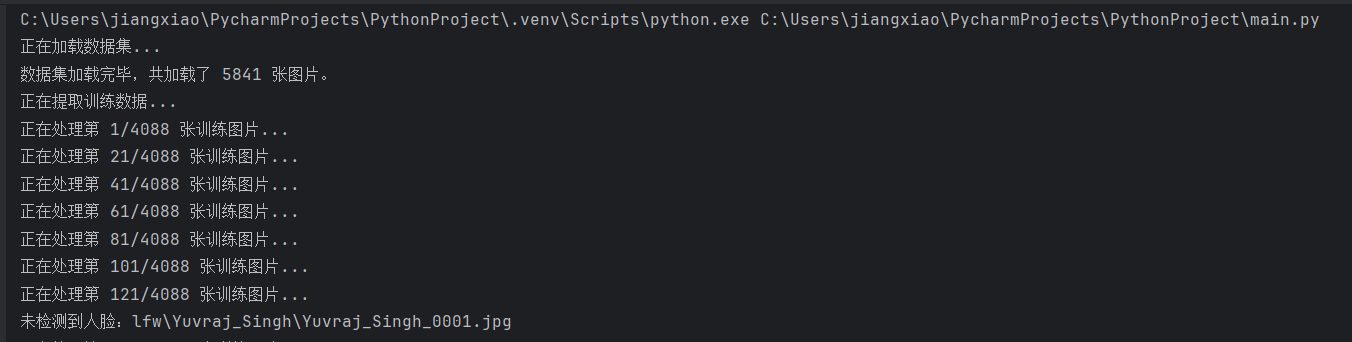 C:\Users\jiangxiao\PycharmProjects\PythonProject\.venv\Scripts\python.exe C:\Users\jiangxiao\PycharmProjects\PythonProject\main.py
正在加载数据集...
数据集加载完毕，共加载了 5841 张图片。
正在提取训练数据...
正在处理第 1/4088 张训练图片...
正在处理第 21/4088 张训练图片...
正在处理第 41/4088 张训练图片...
正在处理第 61/4088 张训练图片...
正在处理第 81/4088 张训练图片...
正在处理第 101/4088 张训练图片...
正在处理第 121/4088 张训练图片...
未检测到人脸：lfw\Yuvraj_Singh\Yuvraj_Singh_0001.jpg